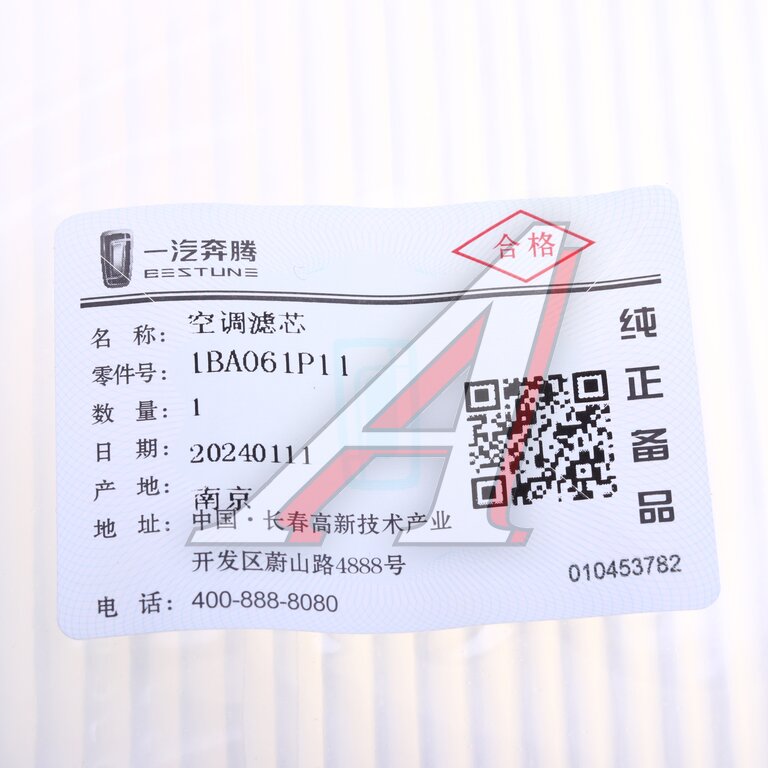 一汽奔腾
BESTUNE
合格
名 称: 空调滤芯
零件号: 1BA061P11
数 量: 1
日 期: 20240111
产 地: 南京
地 址: 中国·长春高新技术产业
开发区蔚山路4888号
电 话: 400-888-8080
纯正备品
010453782